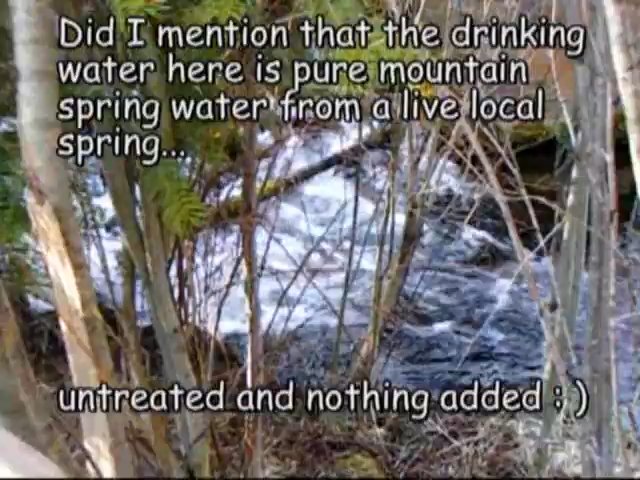 Did I mention that the drinking
water here is pure mountain
spring water from a live local
spring...
untreated and nothing added : )